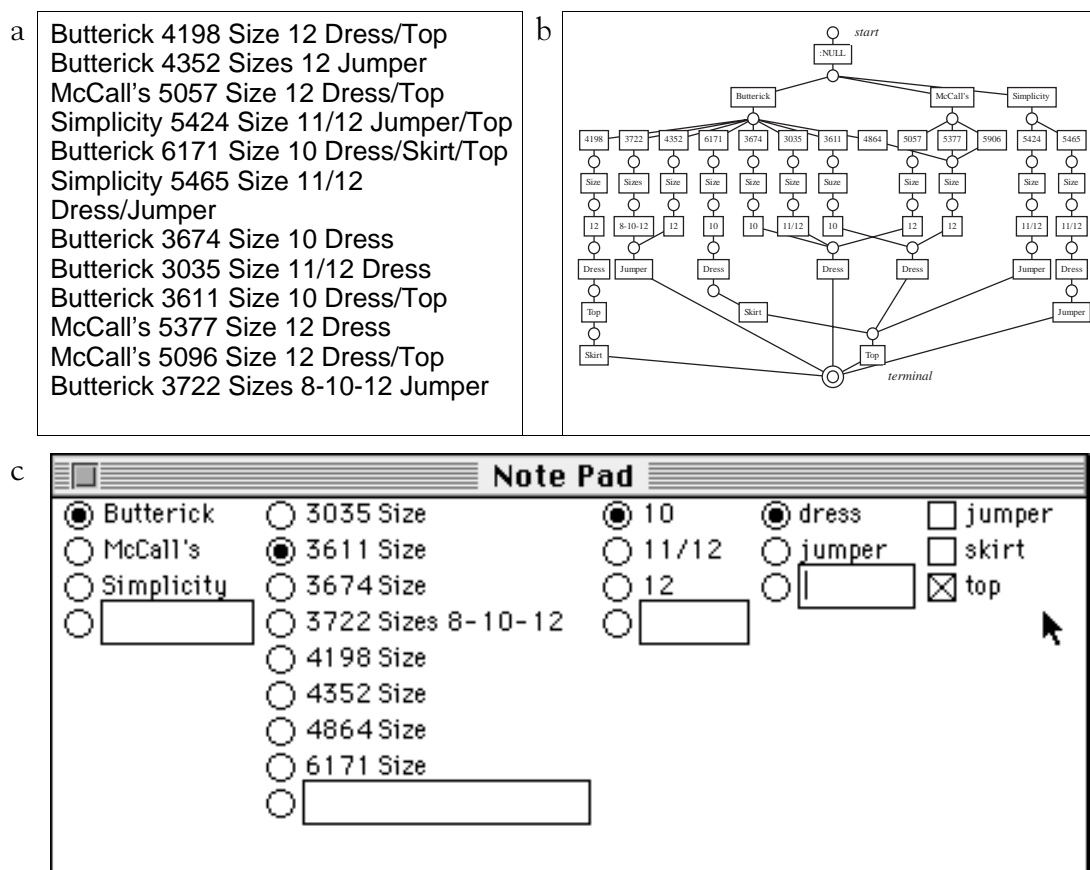 a
Butterick 4198 Size 12 Dress/Top
Butterick 4352 Sizes 12 Jumper
McCall's 5057 Size 12 Dress/Top
Simplicity 5424 Size 11/12 Jumper/Top
Butterick 6171 Size 10 Dress/Skirt/Top
Simplicity 5465 Size 11/12
Dress/Jumper
Butterick 3674 Size 10 Dress
Butterick 3035 Size 11/12 Dress
Butterick 3611 Size 10 Dress/Top
McCall's 5377 Size 12 Dress
McCall's 5096 Size 12 Dress/Top
Butterick 3722 Sizes 8-10-12 Jumper
b
start
:NULL
Butterick McCall's Simplicity
4198 3722 4352 6171 3674 3035 3611 4864 5057 5377 5906 5424 5465
Size Sizes Size Size Size Size Suze Size Size Size Size
12 8-10-12 12 10 10 11/12 10 12 12 11/12 11/12
Dress Jumper Dress Dress Dress Jumper Dress
Top Skirt Jumper
Skirt Top
terminal
c
Note Pad
Butterick 3035 Size 10 dress jumper
McCall's 3611 Size 11/12 jumper skirt
Simplicity 3674 Size 12 top
3722 Sizes 8-10-12
4198 Size
4352 Size
4864 Size
6171 Size